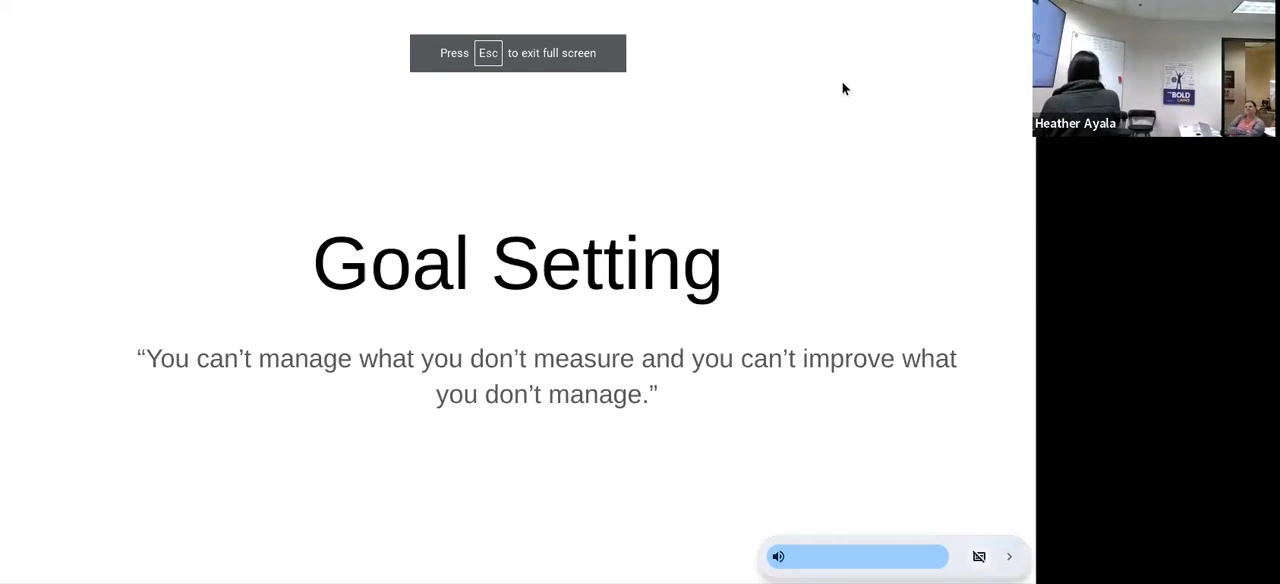 Press Esc to exit full screen
Heather Ayala
BOLD
Goal Setting
“You can’t manage what you don’t measure and you can’t improve what
you don’t manage.”